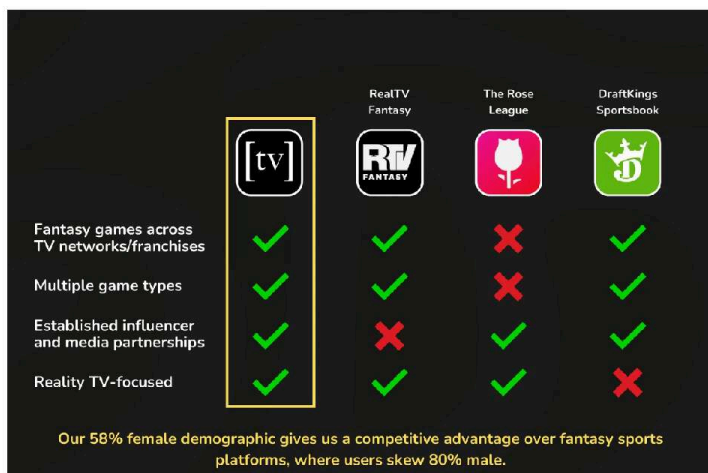 RealTV
Fantasy
The Rose
League
DraftKings
Sportsbook
[tv]
RTV
FANTASY
D
Fantasy games across
TV networks/franchises
Multiple game types
Established influencer
and media partnerships
Reality TV-focused
Our 58% female demographic gives us a competitive advantage over fantasy sports
platforms, where users skew 80% male.